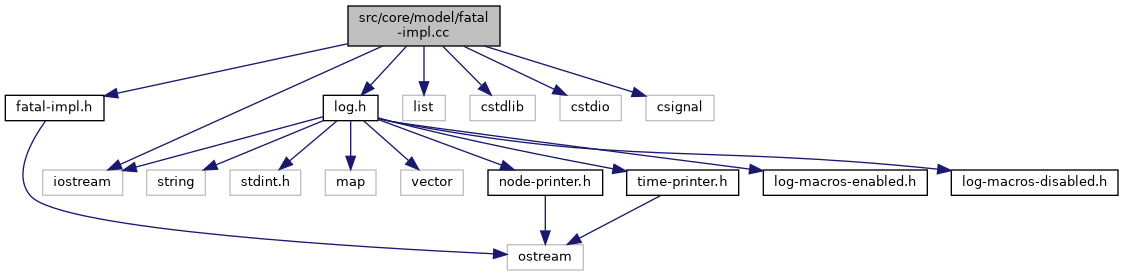 src/core/model/fatal
-impl.cc
fatal-impl.h
log.h
list
cstdlib
cstdio
csignal
iostream
string
stdint.h
map
vector
node-printer.h
time-printer.h
log-macros-enabled.h
log-macros-disabled.h
ostream